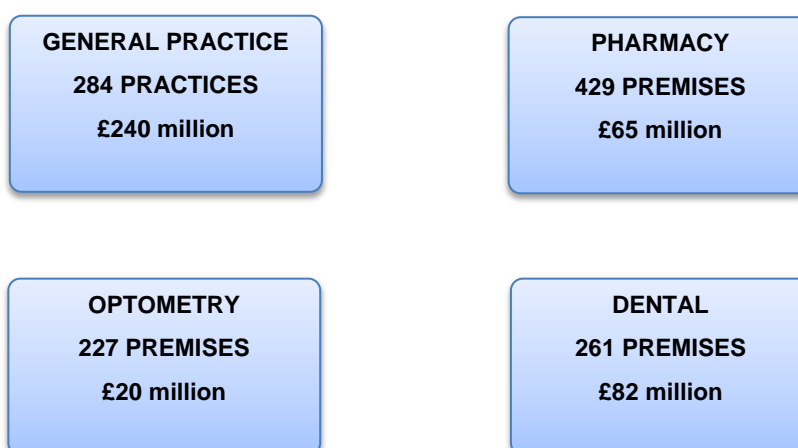 GENERAL PRACTICE
284 PRACTICES
£240 million
PHARMACY
429 PREMISES
£65 million
OPTOMETRY
227 PREMISES
£20 million
DENTAL
261 PREMISES
£82 million